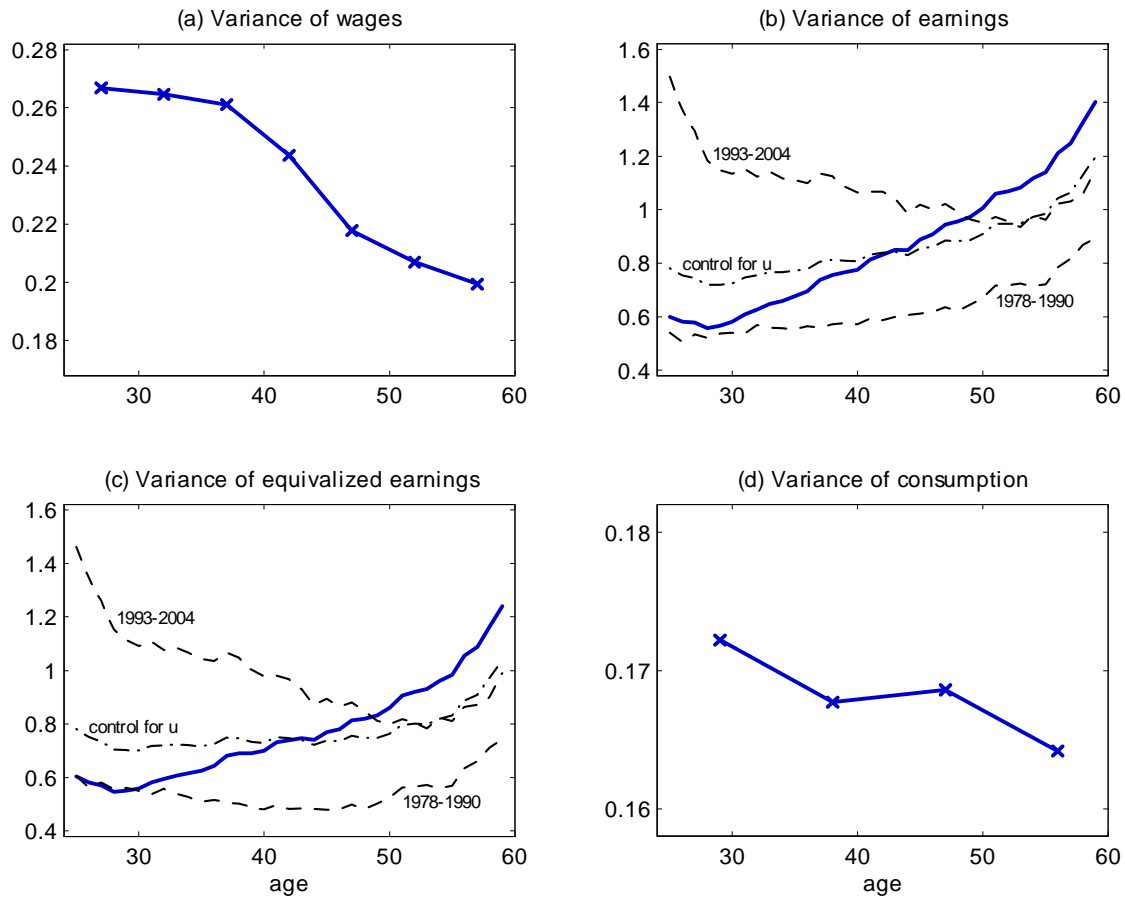 (a) Variance of wages
0.28
0.26
0.24
0.22
0.2
0.18
30 40 50 60
(b) Variance of earnings
1.6
1.4
1.2
1
0.8
0.6
0.4
1993-2004
control for u
1978-1990
30 40 50 60
(c) Variance of equivalized earnings
1.6
1.4
1.2
1
0.8
0.6
0.4
1993-2004
control for u
1978-1990
30 40 50 60
age
(d) Variance of consumption
0.18
0.17
0.16
30 40 50 60
age